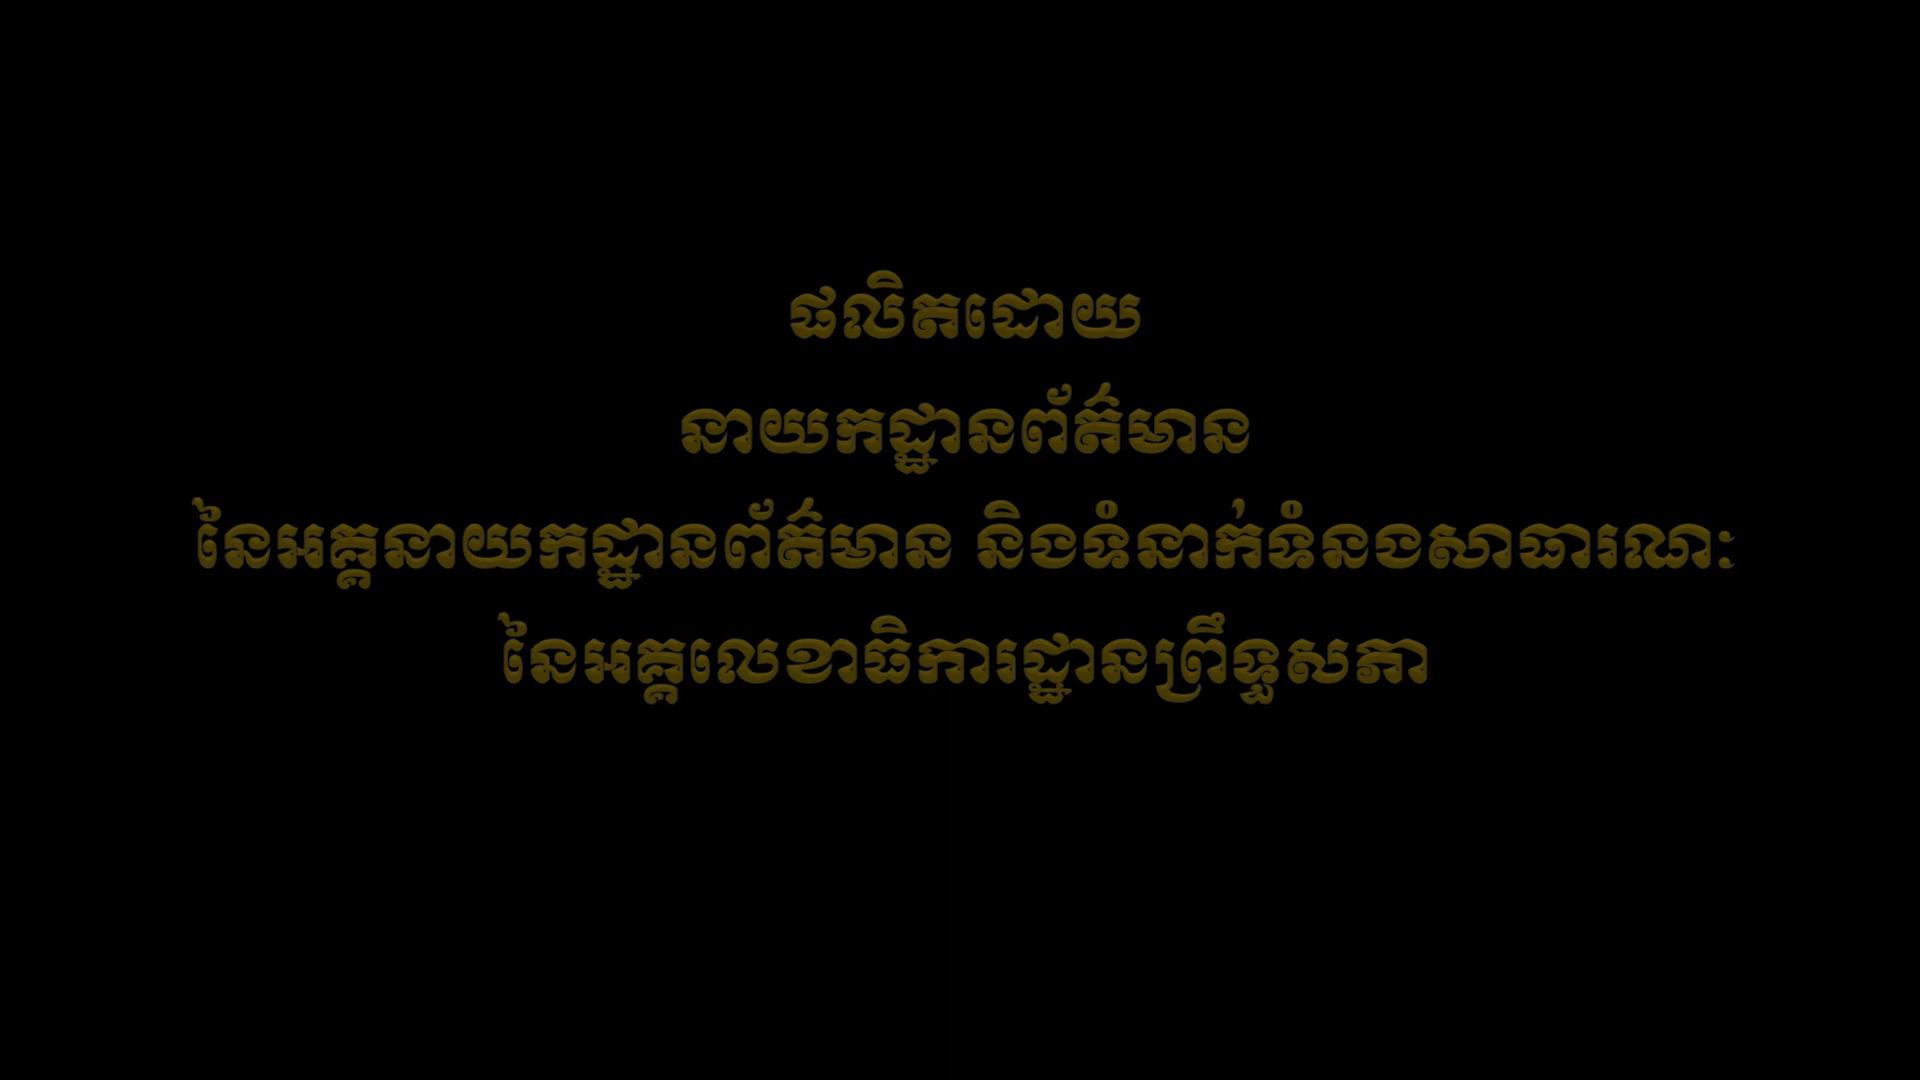 ផលិតដោយ
នាយកដ្ឋានព័ត៌មាន
នៃអគ្គនាយកដ្ឋានព័ត៌មាន និងទំនាក់ទំនងសាធារណៈ
នៃអគ្គលេខាធិការដ្ឋានព្រឹទ្ធសភា